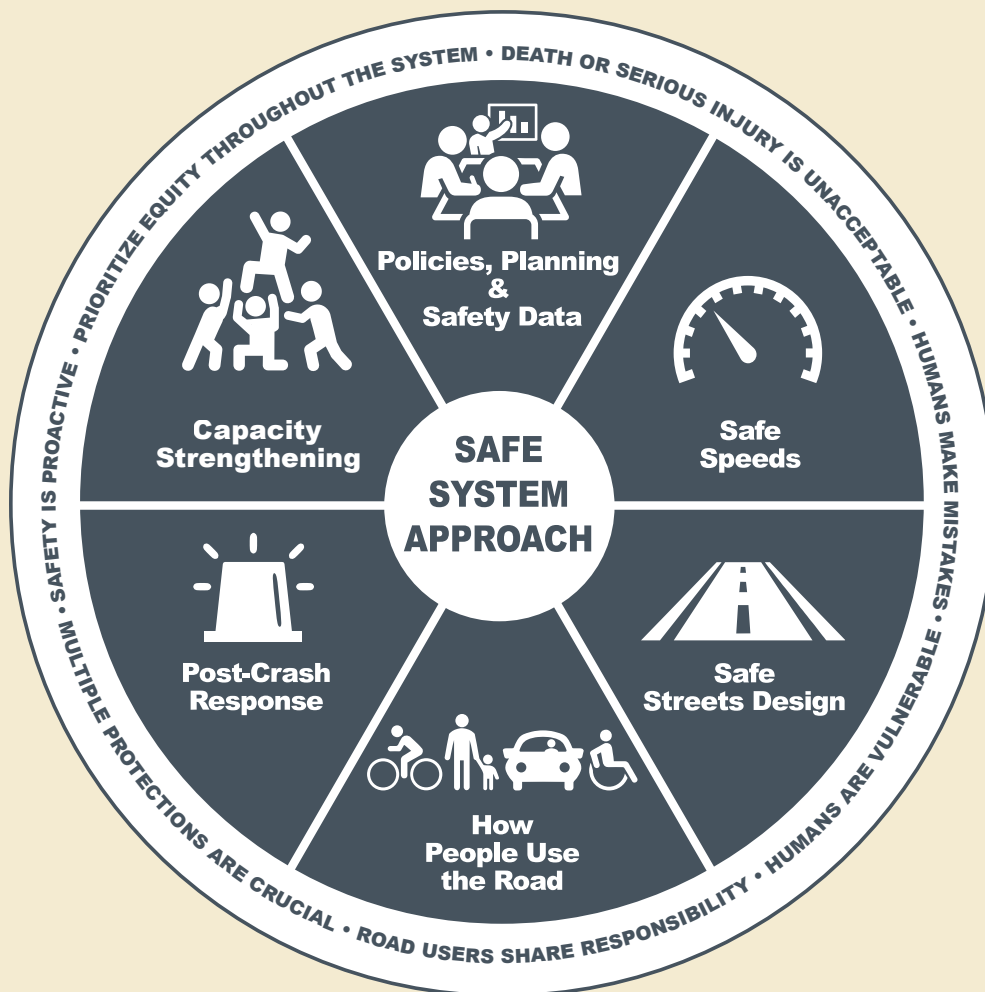 PRIORITIZE EQUITY THROUGHOUT THE SYSTEM • DEATH OR SERIOUS INJURY IS UNACCEPTABLE • HUMANS MAKE MISTAKES • HUMANS ARE VULNERABLE • ROAD USERS SHARE RESPONSIBILITY • MULTIPLE PROTECTIONS ARE CRUCIAL • SAFETY IS PROACTIVE •
Policies, Planning
&
Safety Data
Safe
Speeds
Safe
Streets Design
How
People Use
the Road
Post-Crash
Response
Capacity
Strengthening
SAFE
SYSTEM
APPROACH